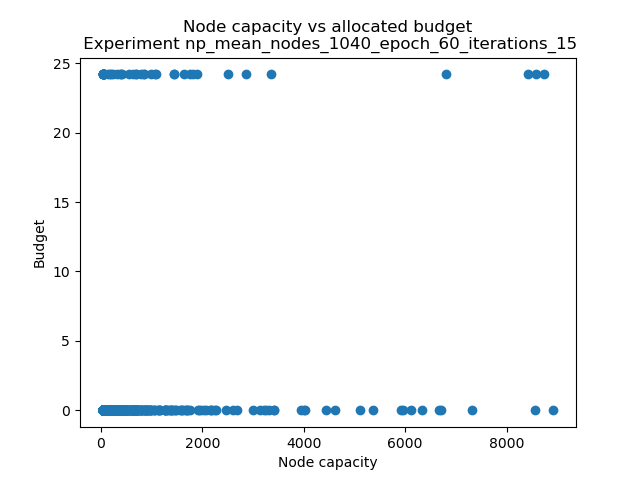 Node capacity vs allocated budget
Experiment np_mean_nodes_1040_epoch_60_iterations_15
25
20
15
10
5
0
Budget
0 2000 4000 6000 8000
Node capacity